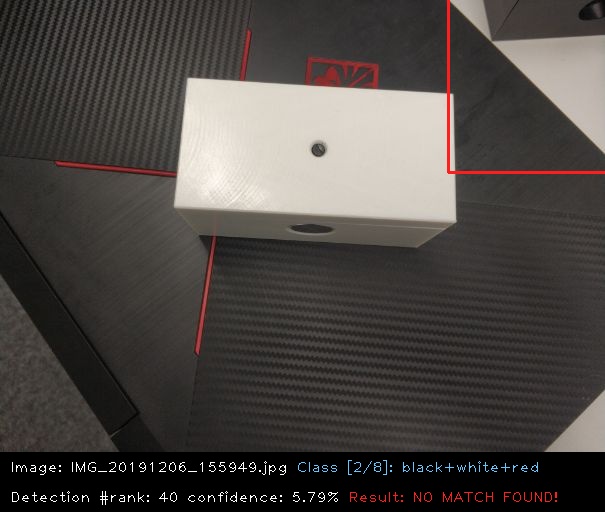 Image: IMG_20191206_155949.jpg Class [2/8]: black+white+red
Detection #rank: 40 confidence: 5.79% Result: NO MATCH FOUND!